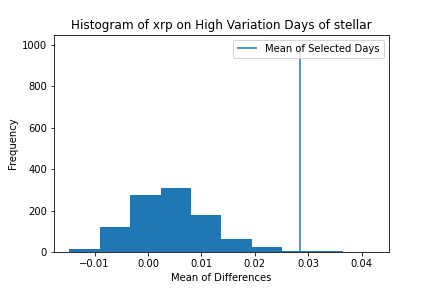 Histogram of xrp on High Variation Days of stellar
Mean of Selected Days
1000
800
600
400
200
0
Frequency
−0.01 0.00 0.01 0.02 0.03 0.04
Mean of Differences